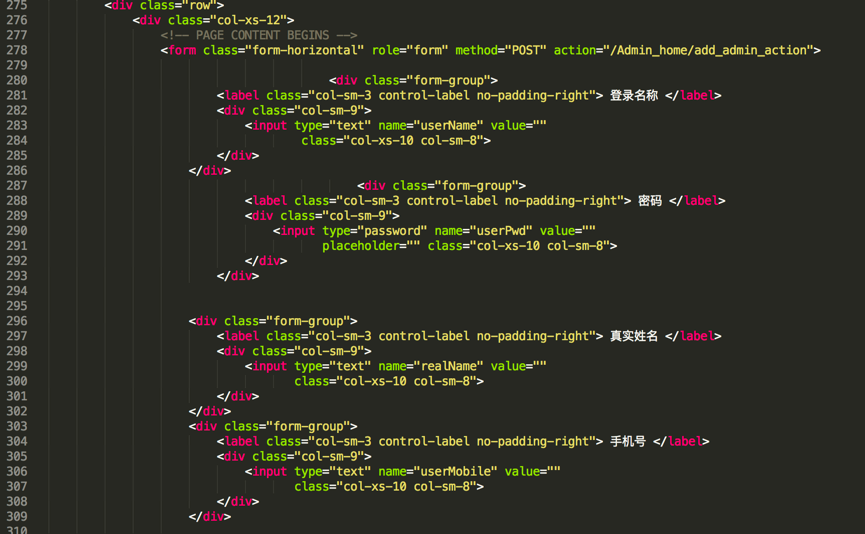 275 <div class="row">
276 <div class="col-xs-12">
277 <!-- PAGE CONTENT BEGINS -->
278 <form class="form-horizontal" role="form" method="POST" action="/Admin_home/add_admin_action">
279
280 <div class="form-group">
281 <label class="col-sm-3 control-label no-padding-right"> 登录名称 </label>
282 <div class="col-sm-9">
283 <input type="text" name="userName" value=""
284 class="col-xs-10 col-sm-8">
285 </div>
286 </div>
287 <div class="form-group">
288 <label class="col-sm-3 control-label no-padding-right"> 密码 </label>
289 <div class="col-sm-9">
290 <input type="password" name="userPwd" value=""
291 placeholder="" class="col-xs-10 col-sm-8">
292 </div>
293 </div>
294
295
296 <div class="form-group">
297 <label class="col-sm-3 control-label no-padding-right"> 真实姓名 </label>
298 <div class="col-sm-9">
299 <input type="text" name="realName" value=""
300 class="col-xs-10 col-sm-8">
301 </div>
302 </div>
303 <div class="form-group">
304 <label class="col-sm-3 control-label no-padding-right"> 手机号 </label>
305 <div class="col-sm-9">
306 <input type="text" name="userMobile" value=""
307 class="col-xs-10 col-sm-8">
308 </div>
309 </div>
310